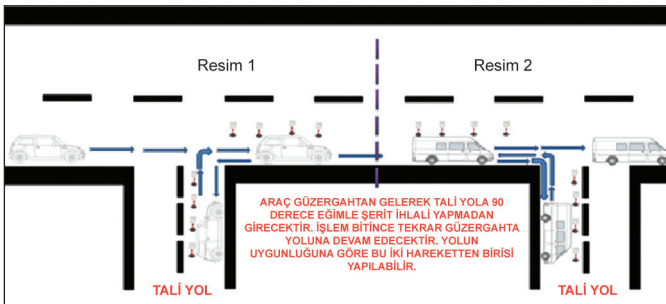 Resim 1
Resim 2
ARAÇ GÜZERGAHTAN GELEREK TALİ YOLA 90
DERECE EĞİMLE ŞERİT İHLALİ YAPMADAN
GİRECEKTİR. İŞLEM BİTİNCE TEKRAR GÜZERGAHTA
YOLUNA DEVAM EDECEKTİR. YOLUN
UYGUNLUĞUNA GÖRE BU İKİ HAREKETTEN BİRİSİ
YAPILABİLİR.
TALİ YOL
TALİ YOL